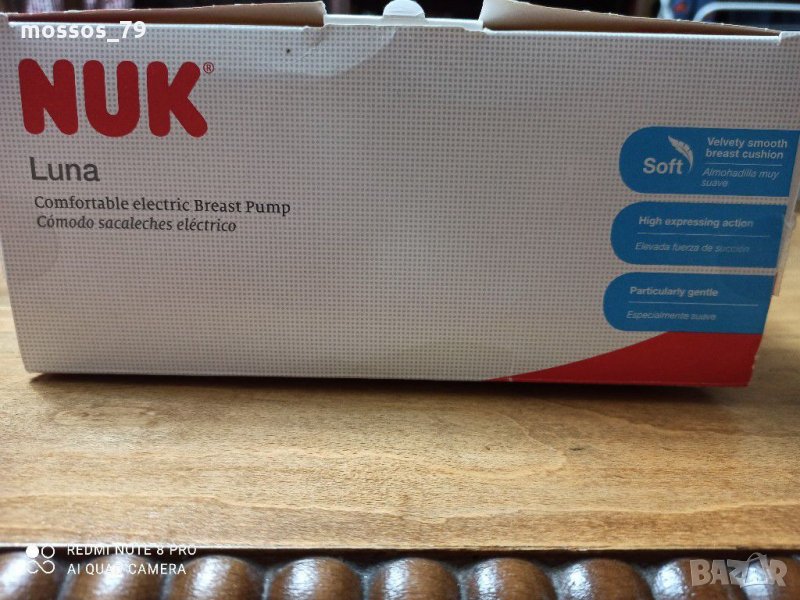 mossos_79
NUK®
Luna
Comfortable electric Breast Pump
Cómodo sacaleches eléctrico
Soft
Velvety smooth
breast cushion
Almohadilla muy
suave
High expressing action
Elevada fuerza de succión
Particularly gentle
Especialmente suave
REDMI NOTE 8 PRO
AI QUAD CAMERA
BAZAR